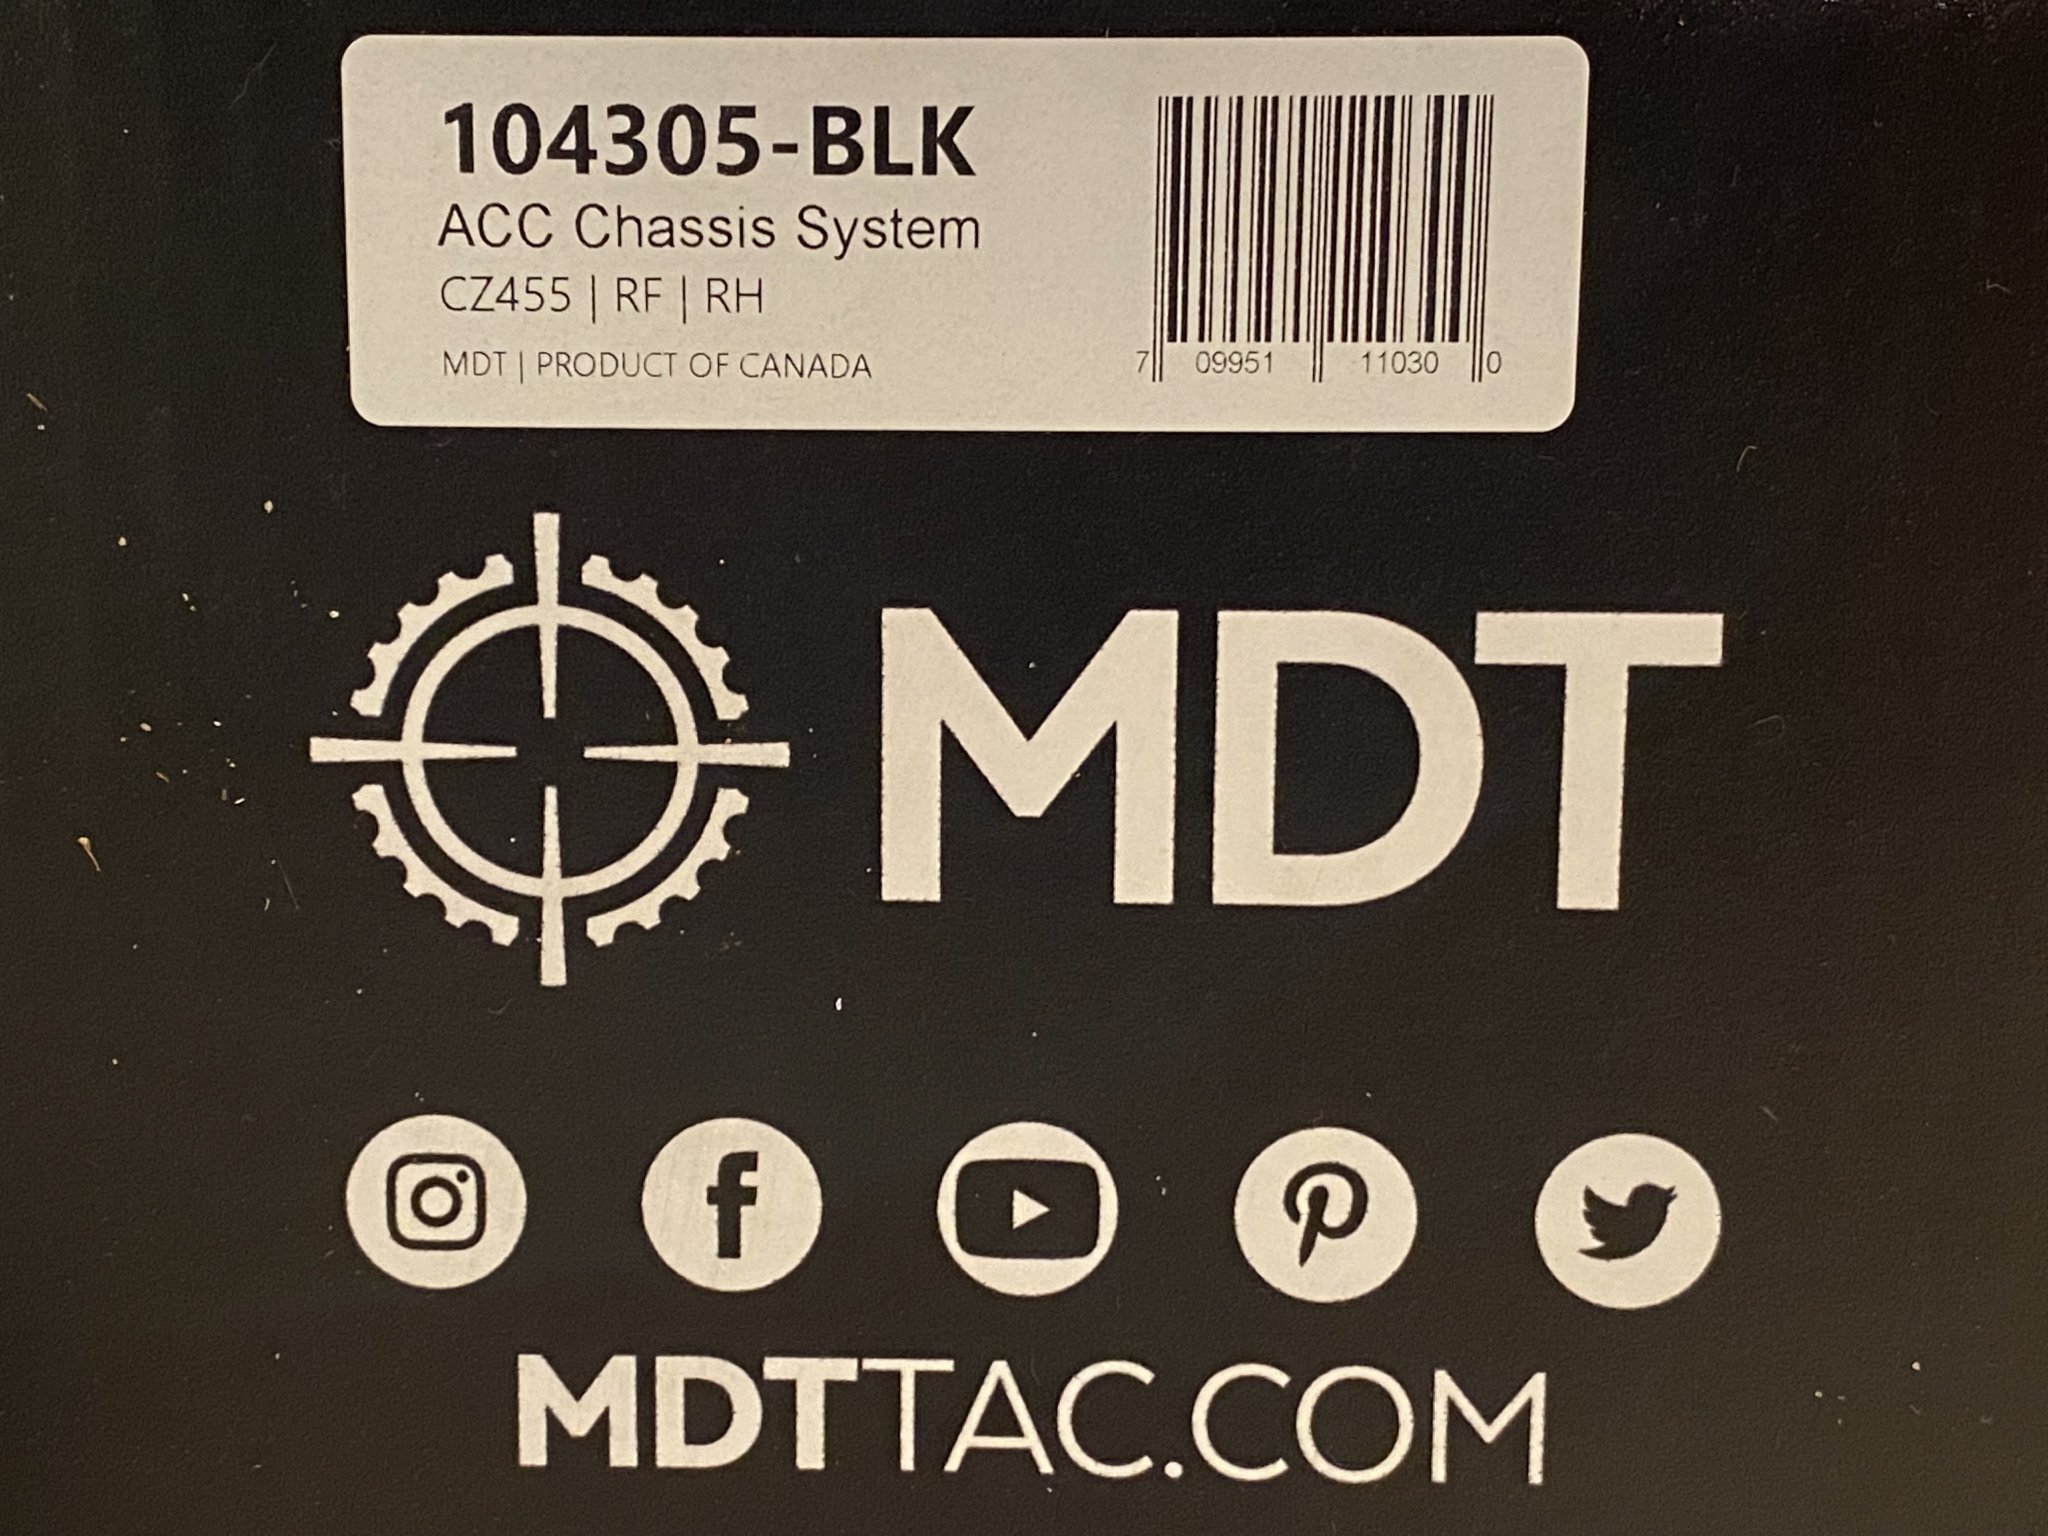 104305-BLK
ACC Chassis System
CZ455 | RF | RH
MDT | PRODUCT OF CANADA
7 09951 11030 0
MDT
MDTTAC.COM